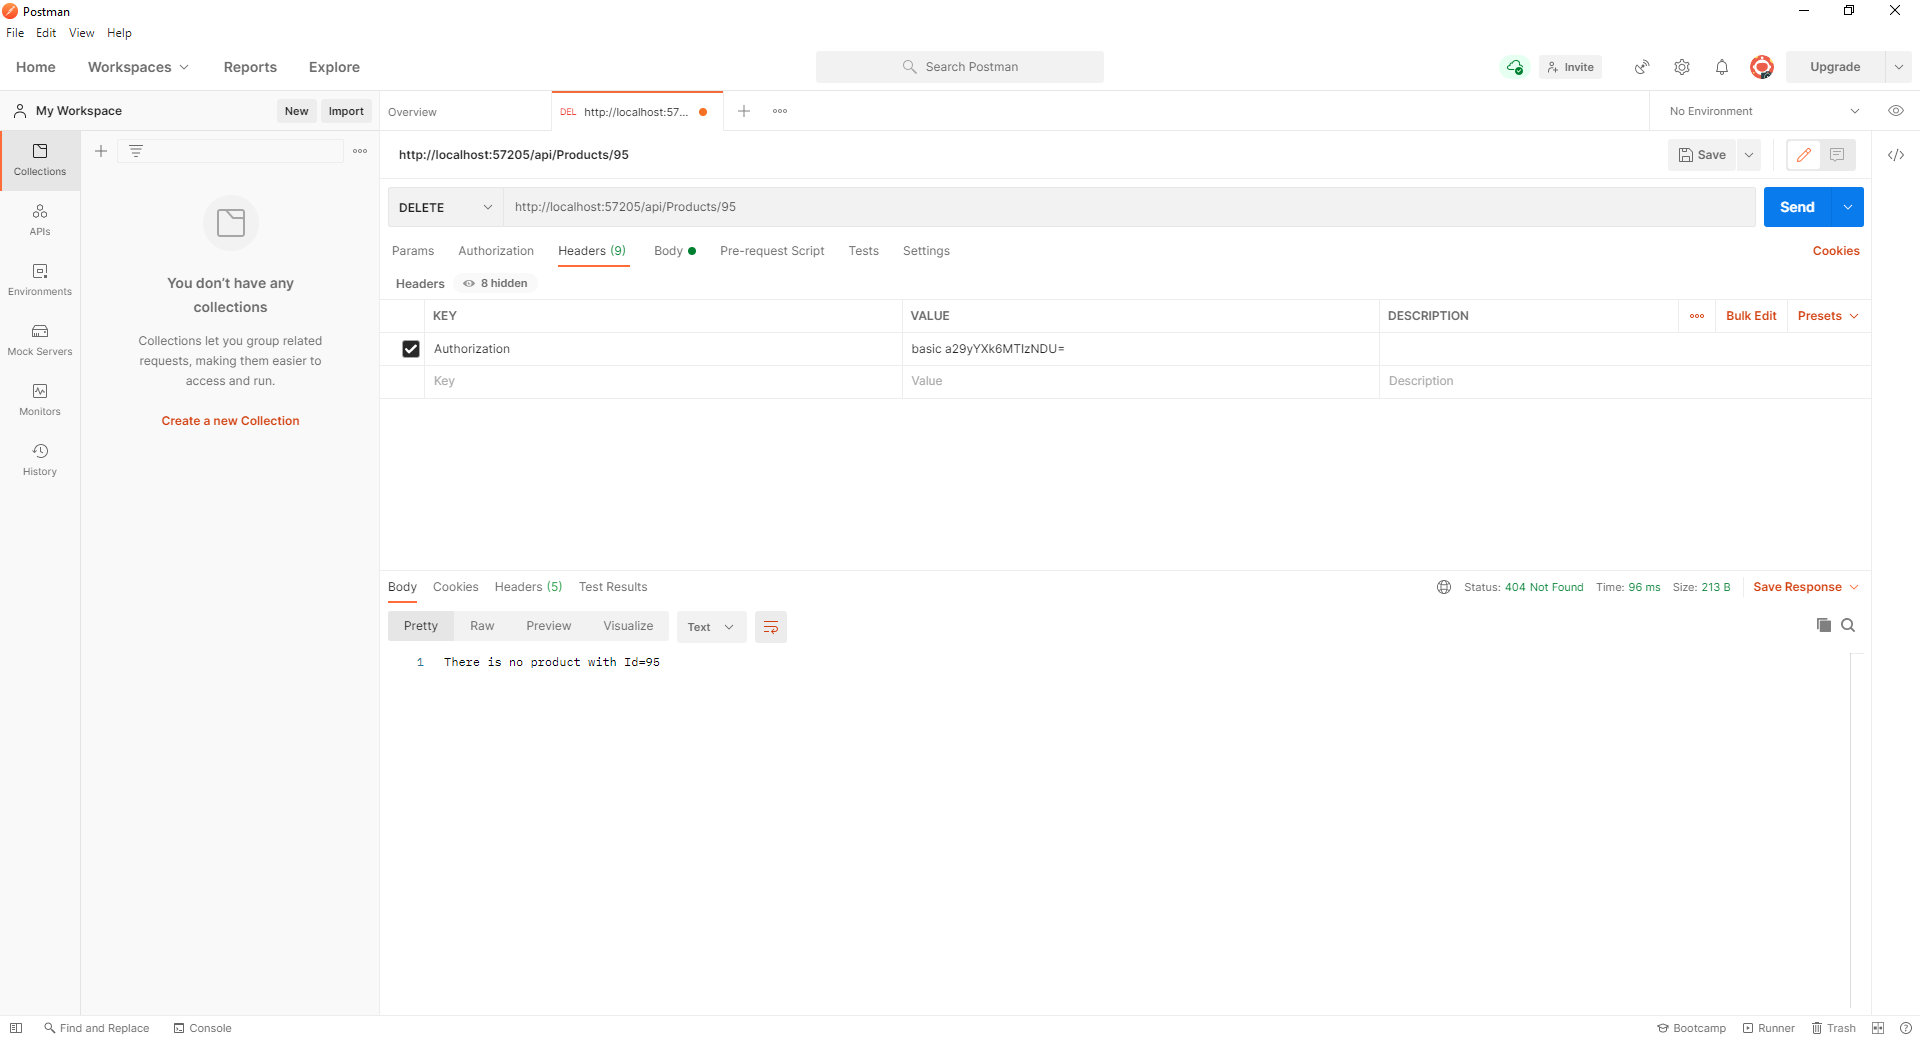 Postman
File Edit View Help
Home Workspaces Reports Explore
Search Postman
Invite
Upgrade
My Workspace
New Import
Overview
DEL http://localhost:57...
No Environment
Collections
APIs
Environments
Mock Servers
Monitors
History
You don't have any
collections
Collections let you group related
requests, making them easier to
access and run.
Create a new Collection
http://localhost:57205/api/Products/95
Save
DELETE http://localhost:57205/api/Products/95
Send
Params Authorization Headers (9) Body Pre-request Script Tests Settings
Cookies
Headers 8 hidden
KEY VALUE DESCRIPTION
Bulk Edit Presets
Authorization basic a29yYXk6MTIzNDU=
Key Value Description
Body Cookies Headers (5) Test Results
Status: 404 Not Found Time: 96 ms Size: 213 B Save Response
Pretty Raw Preview Visualize Text
1 There is no product with Id=95
Find and Replace Console
Bootcamp Runner Trash